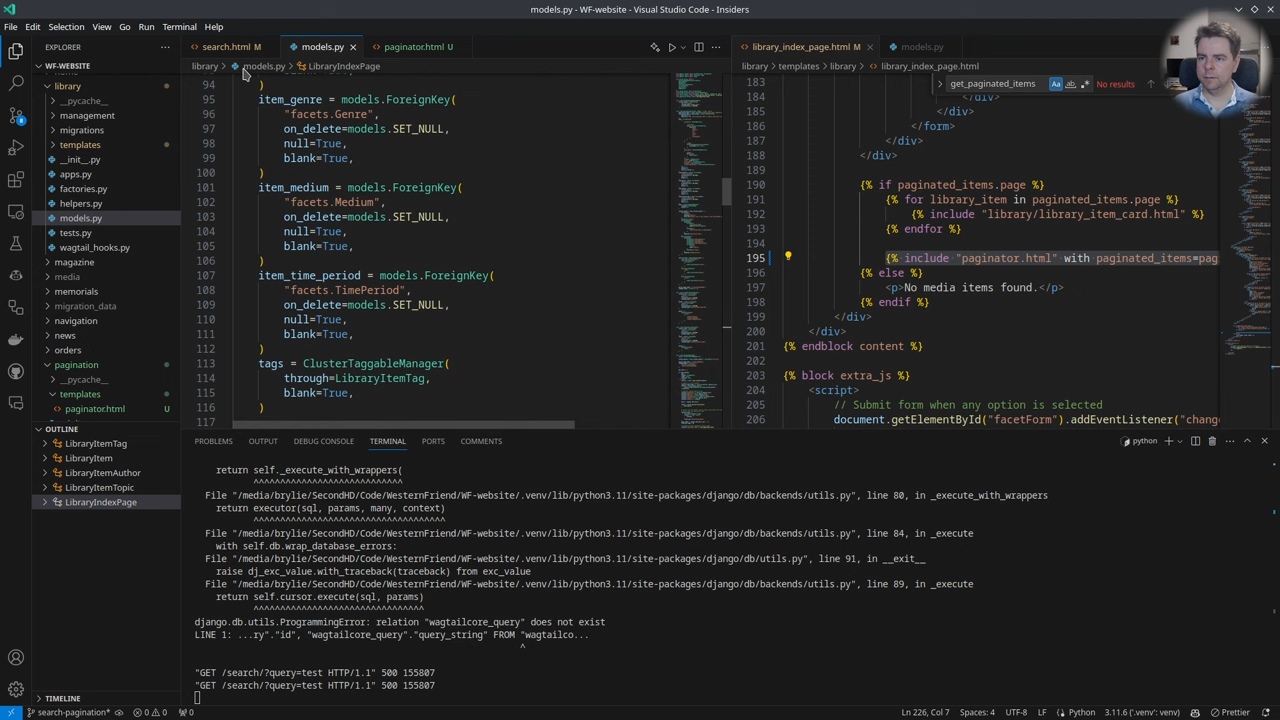 models.py - WF-website - Visual Studio Code - Insiders
File Edit Selection View Go Run Terminal Help
EXPLORER
WF-WEBSITE
library
__pycache__
management
migrations
templates
__init__.py
apps.py
factories.py
helpers.py
models.py
tests.py
wagtail_hooks.py
magazine
media
memorials
migration_data
navigation
news
orders
pagination
__pycache__
templates
paginator.html U
OUTLINE
LibraryItemTag
LibraryItem
LibraryItemAuthor
LibraryItemTopic
LibraryIndexPage
TIMELINE
search.html M models.py paginator.html U
library > models.py > LibraryIndexPage
94 )
95 item_genre = models.ForeignKey(
96 "facets.Genre",
97 on_delete=models.SET_NULL,
98 null=True,
99 blank=True,
100 )
101 item_medium = models.ForeignKey(
102 "facets.Medium",
103 on_delete=models.SET_NULL,
104 null=True,
105 blank=True,
106 )
107 item_time_period = models.ForeignKey(
108 "facets.TimePeriod",
109 on_delete=models.SET_NULL,
110 null=True,
111 blank=True,
112 )
113 tags = ClusterTaggableManager(
114 through=LibraryItemTag,
115 blank=True,
116 )
117
library_index_page.html M models.py
library > templates > library > library_index_page.html
get_paginated_items Aa ab .* No results
183
184 </div>
185 </div>
186 </form>
187 </div>
188 </div>
189
190 {% if paginated_items.page %}
191 {% for library_item in paginated_items.page %}
192 {% include "library/library_item_card.html" %}
193 {% endfor %}
194
195 {% include "paginator.html" with paginated_items=pag
196 {% else %}
197 <p>No media items found.</p>
198 {% endif %}
199 </div>
200 </div>
201 {% endblock content %}
202
203 {% block extra_js %}
204 <script>
205 // Submit form when any option is selected
206 document.getElementById("facetForm").addEventListener("change
PROBLEMS OUTPUT DEBUG CONSOLE TERMINAL PORTS COMMENTS
python
return self._execute_with_wrappers(
^^^^^^^^^^^^^^^^^^^^^^^^^^^^
File "/media/brylie/SecondHD/Code/WesternFriend/WF-website/.venv/lib/python3.11/site-packages/django/db/backends/utils.py", line 80, in _execute_with_wrappers
return executor(sql, params, many, context)
^^^^^^^^^^^^^^^^^^^^^^^^^^^^^^^^^^^^
File "/media/brylie/SecondHD/Code/WesternFriend/WF-website/.venv/lib/python3.11/site-packages/django/db/backends/utils.py", line 84, in _execute
with self.db.wrap_database_errors:
File "/media/brylie/SecondHD/Code/WesternFriend/WF-website/.venv/lib/python3.11/site-packages/django/db/utils.py", line 91, in __exit__
raise dj_exc_value.with_traceback(traceback) from exc_value
File "/media/brylie/SecondHD/Code/WesternFriend/WF-website/.venv/lib/python3.11/site-packages/django/db/backends/utils.py", line 89, in _execute
return self.cursor.execute(sql, params)
^^^^^^^^^^^^^^^^^^^^^^^^^^^^^^^^
django.db.utils.ProgrammingError: relation "wagtailcore_query" does not exist
LINE 1: ...ry"."id", "wagtailcore_query"."query_string" FROM "wagtailco...
^
"GET /search/?query=test HTTP/1.1" 500 155807
"GET /search/?query=test HTTP/1.1" 500 155807
search-pagination* 0 0 0 Ln 226, Col 7 Spaces: 4 UTF-8 LF Python 3.11.6 ('.venv': venv) Prettier